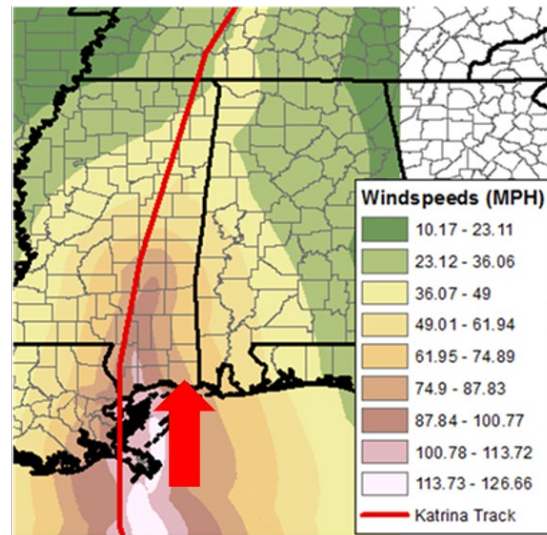 Windspeeds (MPH)
10.17 - 23.11
23.12 - 36.06
36.07 - 49
49.01 - 61.94
61.95 - 74.89
74.9 - 87.83
87.84 - 100.77
100.78 - 113.72
113.73 - 126.66
Katrina Track